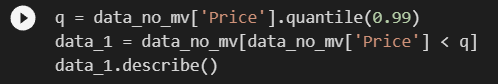 q = data_no_mv['Price'].quantile(0.99)
data_1 = data_no_mv[data_no_mv['Price'] < q]
data_1.describe()